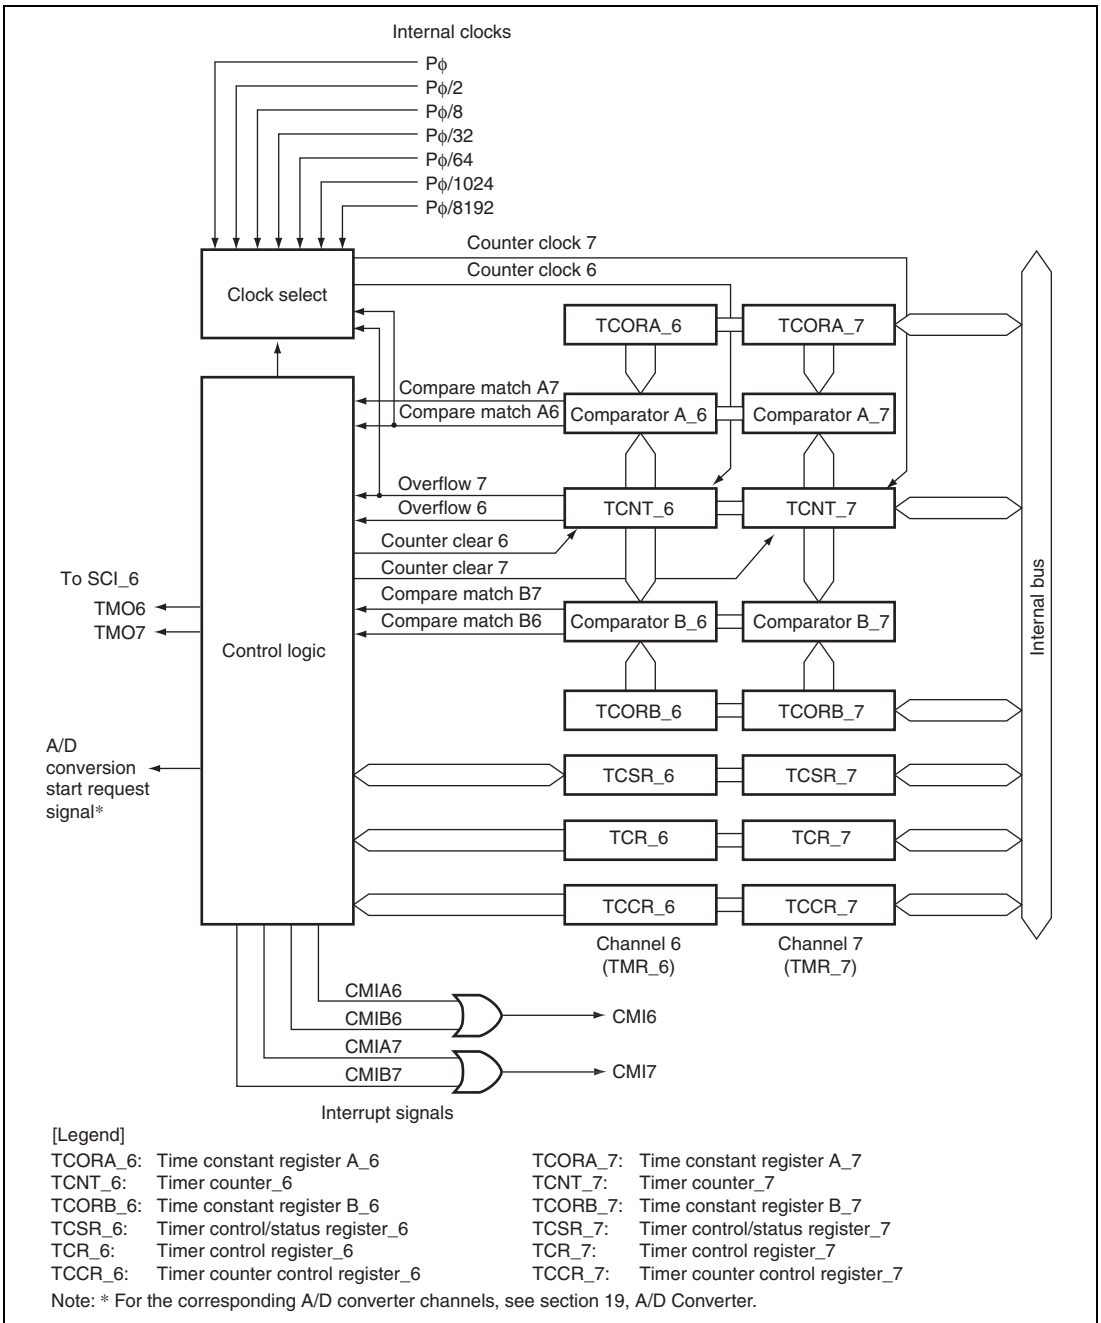 Internal clocks
Pϕ
Pϕ/2
Pϕ/8
Pϕ/32
Pϕ/64
Pϕ/1024
Pϕ/8192
Counter clock 7
Counter clock 6
Clock select
TCORA_6
TCORA_7
Compare match A7
Compare match A6
Comparator A_6
Comparator A_7
Overflow 7
Overflow 6
TCNT_6
TCNT_7
Counter clear 6
Counter clear 7
To SCI_6
TMO6
TMO7
Compare match B7
Compare match B6
Comparator B_6
Comparator B_7
Control logic
Internal bus
TCORB_6
TCORB_7
A/D
conversion
start request
signal*
TCSR_6
TCSR_7
TCR_6
TCR_7
TCCR_6
TCCR_7
Channel 6
(TMR_6)
Channel 7
(TMR_7)
CMIA6
CMIB6
CMI6
CMIA7
CMIB7
CMI7
Interrupt signals
[Legend]
TCORA_6: Time constant register A_6
TCORA_7: Time constant register A_7
TCNT_6: Timer counter_6
TCNT_7: Timer counter_7
TCORB_6: Time constant register B_6
TCORB_7: Time constant register B_7
TCSR_6: Timer control/status register_6
TCSR_7: Timer control/status register_7
TCR_6: Timer control register_6
TCR_7: Timer control register_7
TCCR_6: Timer counter control register_6
TCCR_7: Timer counter control register_7
Note: * For the corresponding A/D converter channels, see section 19, A/D Converter.